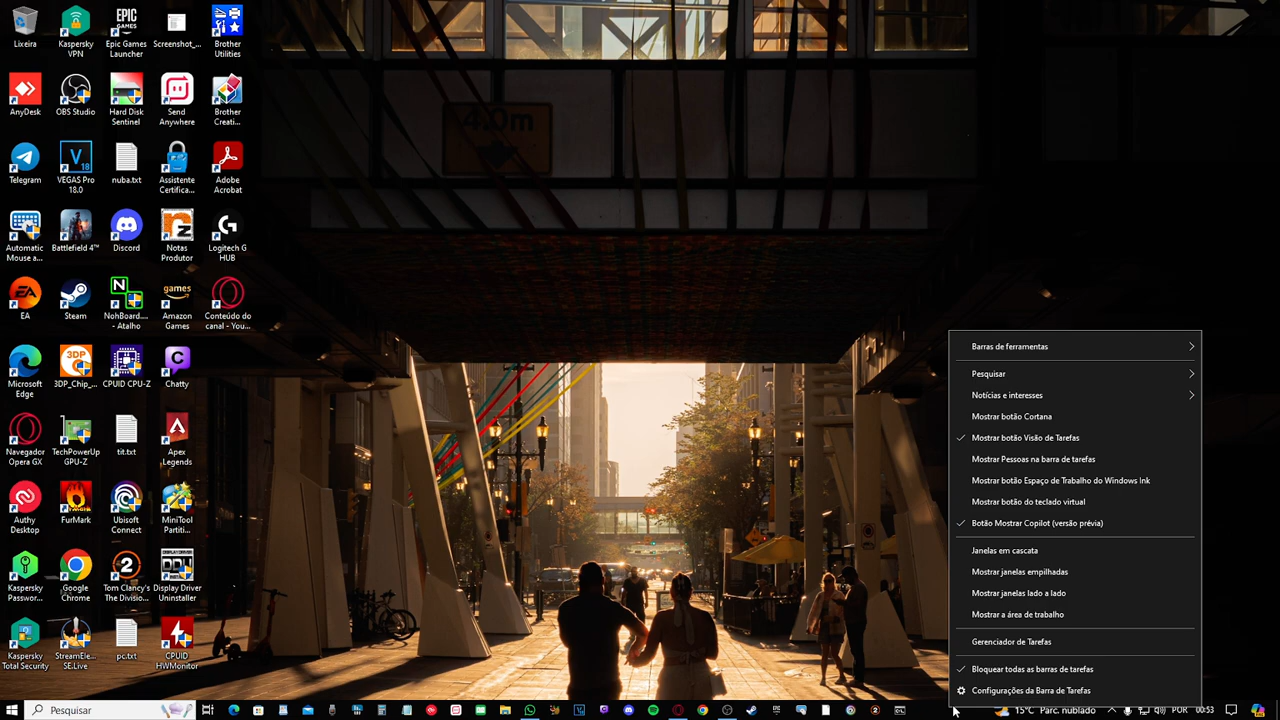 Lixeira
Kaspersky
VPN
Epic Games
Launcher
Screenshot_...
Brother
Utilities
AnyDesk
OBS Studio
Hard Disk
Sentinel
Send
Anywhere
Brother
Creati...
Telegram
VEGAS Pro
18.0
nuba.txt
Assistente
Certifica...
Adobe
Acrobat
Automatic
Mouse a...
Battlefield 4™
Discord
Notas
Produtor
Logitech G
HUB
EA
Steam
NohBoard....
- Atalho
Amazon
Games
Conteúdo do
canal - You...
Microsoft
Edge
3DP_Chip_...
CPUID CPU-Z
Chatty
Navegador
Opera GX
TechPowerUp
GPU-Z
tit.txt
Apex
Legends
Authy
Desktop
FurMark
Ubisoft
Connect
MiniTool
Partiti...
Kaspersky
Passwor...
Google
Chrome
Tom Clancy's
The Divisio...
Display Driver
Uninstaller
Kaspersky
Total Security
StreamEle...
SE.Live
pc.txt
CPUID
HWMonitor
4.0m
Barras de ferramentas
Pesquisar
Notícias e interesses
Mostrar botão Cortana
Mostrar botão Visão de Tarefas
Mostrar Pessoas na barra de tarefas
Mostrar botão Espaço de Trabalho do Windows Ink
Mostrar botão do teclado virtual
Botão Mostrar Copilot (versão prévia)
Janelas em cascata
Mostrar janelas empilhadas
Mostrar janelas lado a lado
Mostrar a área de trabalho
Gerenciador de Tarefas
Bloquear todas as barras de tarefas
Configurações da Barra de Tarefas
Pesquisar
15°C Parc. nublado
POR
00:53